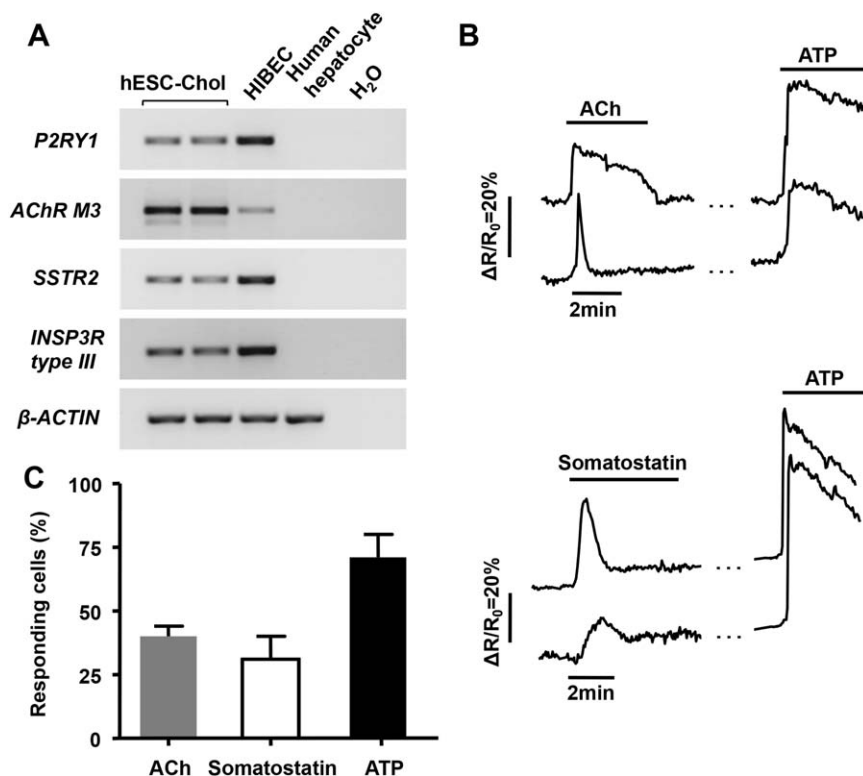 A
hESC-Chol
HIBEC
Human
hepatocyte
H₂O
P2RY1
AChR M3
SSTR2
INSP3R
type III
β-ACTIN
B
ATP
ACh
ΔR/R₀=20%
. . .
. . .
2min
ATP
Somatostatin
ΔR/R₀=20%
. . .
. . .
2min
C
Responding cells (%)
100
75
50
25
0
ACh Somatostatin ATP